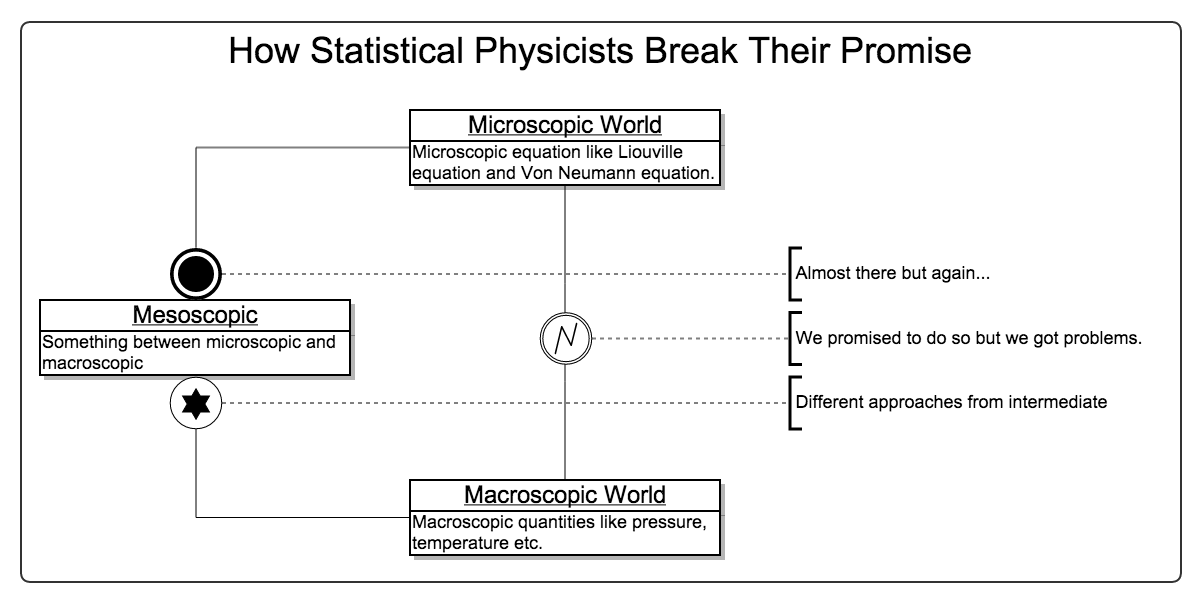 How Statistical Physicists Break Their Promise
Microscopic World
Microscopic equation like Liouville
equation and Von Neumann equation.
Almost there but again...
Mesoscopic
Something between microscopic and
macroscopic
We promised to do so but we got problems.
Different approaches from intermediate
Macroscopic World
Macroscopic quantities like pressure,
temperature etc.